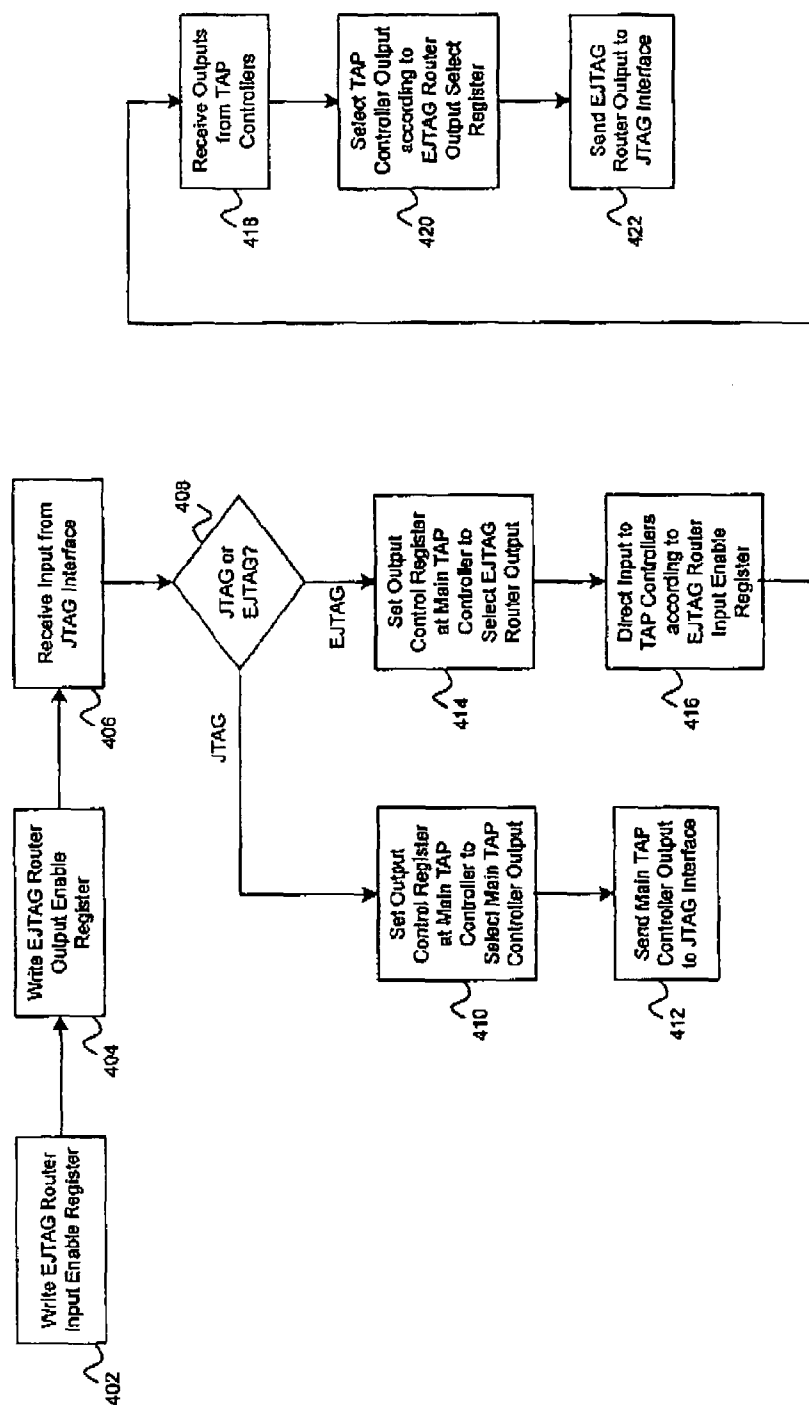 Write EJTAG Router
Input Enable Register
402
Write EJTAG Router
Output Enable
Register
404
Receive Input from
JTAG Interface
406
JTAG or
EJTAG?
408
JTAG
EJTAG
Set Output
Control Register
at Main TAP
Controller to
Select Main TAP
Controller Output
410
Send Main TAP
Controller Output
to JTAG Interface
412
Set Output
Control Register
at Main TAP
Controller to
Select EJTAG
Router Output
414
Direct Input to
TAP Controllers
according to
EJTAG Router
Input Enable
Register
416
Receive Outputs
from TAP
Controllers
418
Select TAP
Controller Output
according to
EJTAG Router
Output Select
Register
420
Send EJTAG
Router Output to
JTAG Interface
422